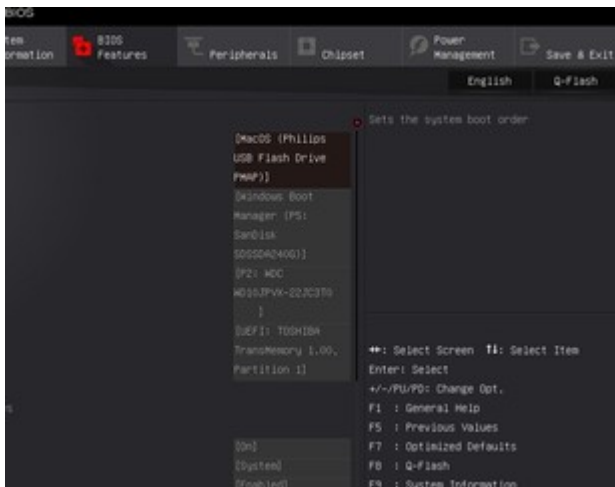 BIOS
tem
ormation
BIOS
Features
Peripherals
Chipset
Power
Management
Save & Exit
English
Q-Flash
Sets the system boot order
[MacOS (Philips
USB Flash Drive
PMAP)]
[Windows Boot
Manager (P5:
SanDisk
SDSSDA240G)]
[P2: WDC
WD10JPVX-22JC3T0
]
[UEFI: TOSHIBA
TransMemory 1.00,
Partition 1]
↔: Select Screen ↑↓: Select Item
Enter: Select
+/-/PU/PD: Change Opt.
F1 : General Help
s
F5 : Previous Values
[On]
F7 : Optimized Defaults
[System]
F8 : Q-Flash
[Enabled]
F9 : System Information